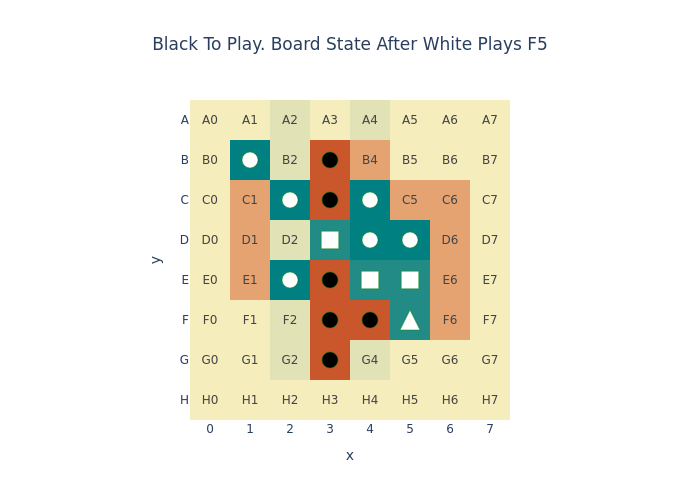 Black To Play. Board State After White Plays F5
A A0 A1 A2 A3 A4 A5 A6 A7
B B0 B2 B4 B5 B6 B7
C C0 C1 C5 C6 C7
D D0 D1 D2 D6 D7
y
E E0 E1 E6 E7
F F0 F1 F2 F6 F7
G G0 G1 G2 G4 G5 G6 G7
H H0 H1 H2 H3 H4 H5 H6 H7
0 1 2 3 4 5 6 7
x